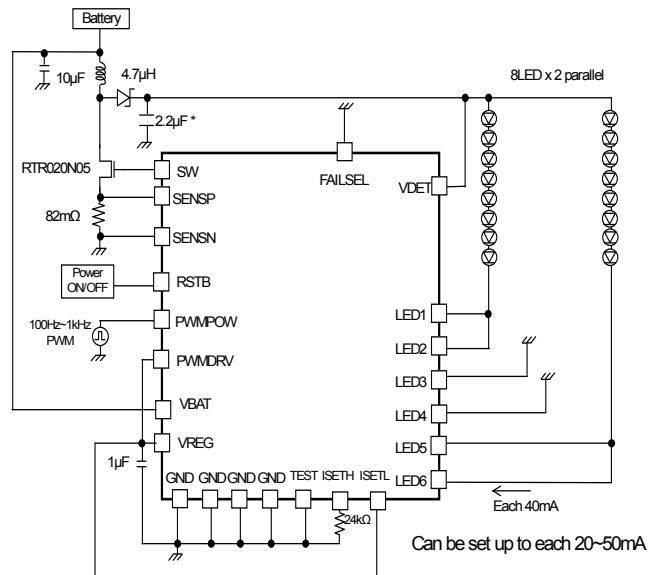 Battery
10µF
4.7µH
8LED x 2 parallel
2.2µF *
RTR020N05
SW
FAILSEL
SENSP
VDET
82mΩ
SENSN
Power
ON/OFF
RSTB
LED1
100Hz~1kHz
PWM
PWMPOW
LED2
PWMDRV
LED3
VBAT
LED4
VREG
LED5
1µF
GND GND GND GND TEST ISETH ISETL
LED6
Each 40mA
24kΩ
Can be set up to each 20~50mA